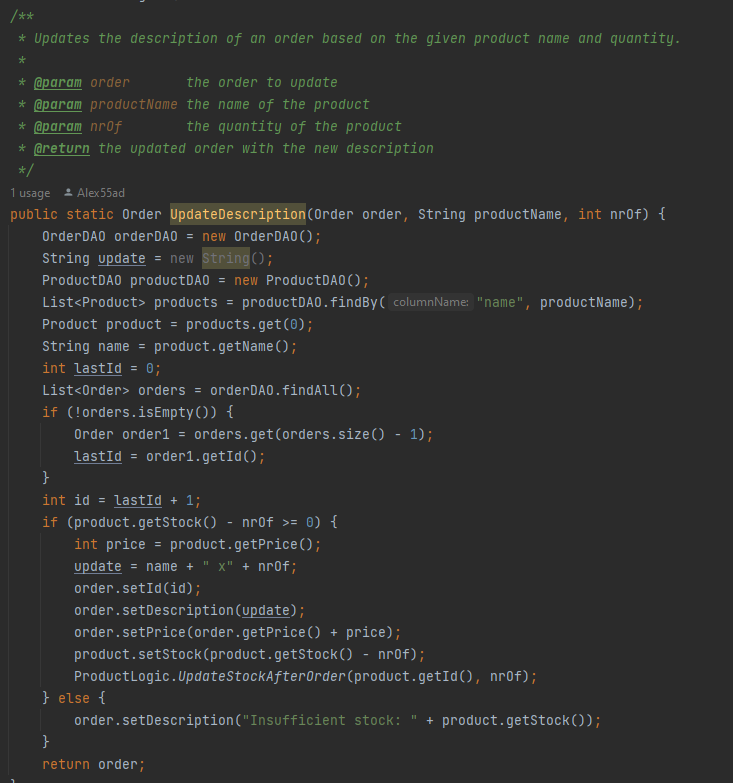 /**
 * Updates the description of an order based on the given product name and quantity.
 *
 * @param order       the order to update
 * @param productName the name of the product
 * @param nrOf        the quantity of the product
 * @return the updated order with the new description
 */
1 usage   Alex55ad
public static Order UpdateDescription(Order order, String productName, int nrOf) {
    OrderDAO orderDAO = new OrderDAO();
    String update = new String();
    ProductDAO productDAO = new ProductDAO();
    List<Product> products = productDAO.findBy( columnName: "name", productName);
    Product product = products.get(0);
    String name = product.getName();
    int lastId = 0;
    List<Order> orders = orderDAO.findAll();
    if (!orders.isEmpty()) {
        Order order1 = orders.get(orders.size() - 1);
        lastId = order1.getId();
    }
    int id = lastId + 1;
    if (product.getStock() - nrOf >= 0) {
        int price = product.getPrice();
        update = name + " x" + nrOf;
        order.setId(id);
        order.setDescription(update);
        order.setPrice(order.getPrice() + price);
        product.setStock(product.getStock() - nrOf);
        ProductLogic.UpdateStockAfterOrder(product.getId(), nrOf);
    } else {
        order.setDescription("Insufficient stock: " + product.getStock());
    }
    return order;